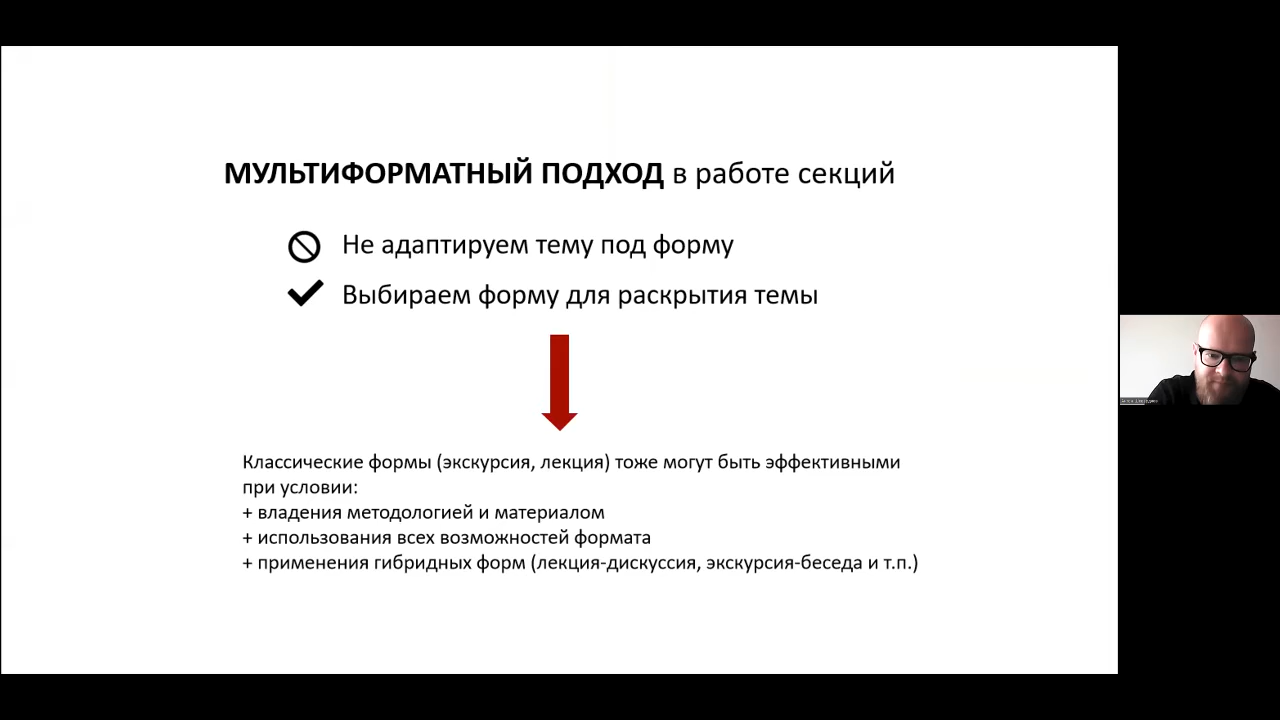 МУЛЬТИФОРМАТНЫЙ ПОДХОД в работе секций
Не адаптируем тему под форму
Выбираем форму для раскрытия темы
Классические формы (экскурсия, лекция) тоже могут быть эффективными
при условии:
+ владения методологией и материалом
+ использования всех возможностей формата
+ применения гибридных форм (лекция-дискуссия, экскурсия-беседа и т.п.)